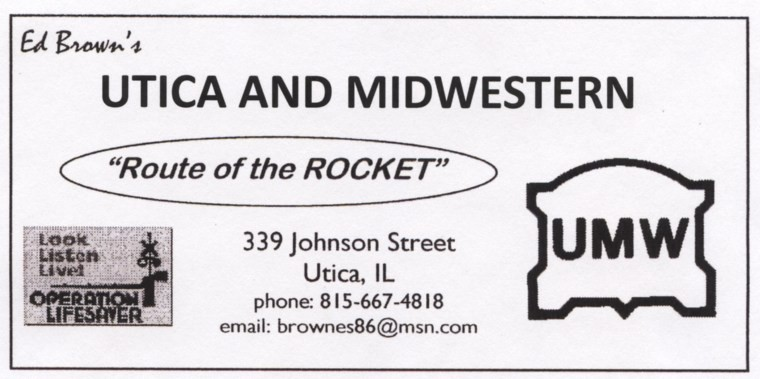 Ed Brown's
UTICA AND MIDWESTERN
"Route of the ROCKET"
Look
Listen
Live!
OPERATION
LIFESAVER
339 Johnson Street
Utica, IL
phone: 815-667-4818
email: brownes86@msn.com
UMW